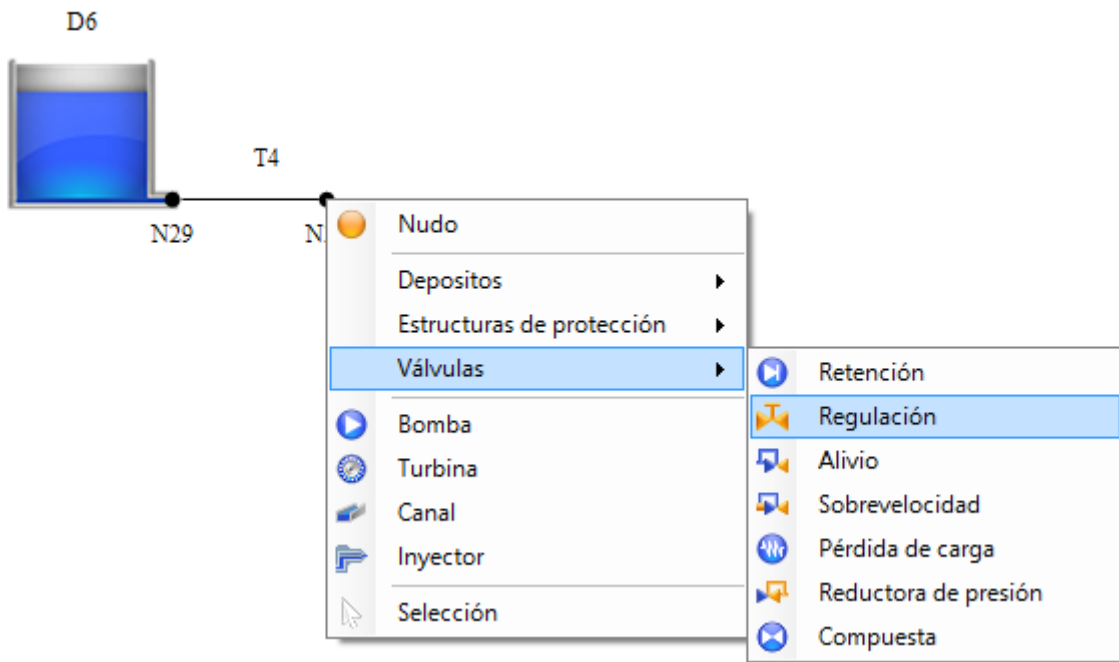 D6
T4
N29
N
Nudo
Depositos
Estructuras de protección
Válvulas
Bomba
Turbina
Canal
Inyector
Selección
Retención
Regulación
Alivio
Sobrevelocidad
Pérdida de carga
Reductora de presión
Compuesta